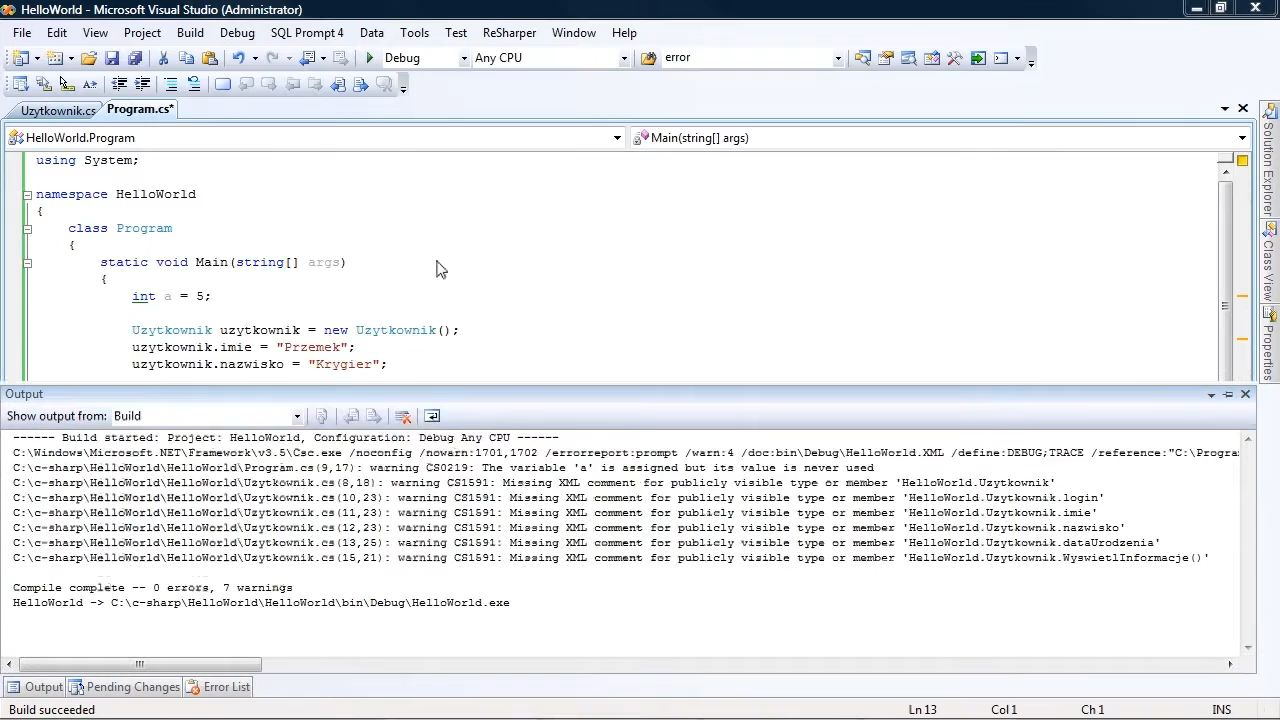 HelloWorld - Microsoft Visual Studio (Administrator)
File Edit View Project Build Debug SQL Prompt 4 Data Tools Test ReSharper Window Help
Debug Any CPU error
Uzytkownik.cs Program.cs*
HelloWorld.Program Main(string[] args)
using System;
namespace HelloWorld
{
class Program
{
static void Main(string[] args)
{
int a = 5;
Uzytkownik uzytkownik = new Uzytkownik();
uzytkownik.imie = "Przemek";
uzytkownik.nazwisko = "Krygier";
Solution Explorer
Class View
Properties
Output
Show output from: Build
------ Build started: Project: HelloWorld, Configuration: Debug Any CPU ------
C:\Windows\Microsoft.NET\Framework\v3.5\Csc.exe /noconfig /nowarn:1701,1702 /errorreport:prompt /warn:4 /doc:bin\Debug\HelloWorld.XML /define:DEBUG;TRACE /reference:"C:\Progra
C:\c-sharp\HelloWorld\HelloWorld\Program.cs(9,17): warning CS0219: The variable 'a' is assigned but its value is never used
C:\c-sharp\HelloWorld\HelloWorld\Uzytkownik.cs(8,18): warning CS1591: Missing XML comment for publicly visible type or member 'HelloWorld.Uzytkownik'
C:\c-sharp\HelloWorld\HelloWorld\Uzytkownik.cs(10,23): warning CS1591: Missing XML comment for publicly visible type or member 'HelloWorld.Uzytkownik.login'
C:\c-sharp\HelloWorld\HelloWorld\Uzytkownik.cs(11,23): warning CS1591: Missing XML comment for publicly visible type or member 'HelloWorld.Uzytkownik.imie'
C:\c-sharp\HelloWorld\HelloWorld\Uzytkownik.cs(12,23): warning CS1591: Missing XML comment for publicly visible type or member 'HelloWorld.Uzytkownik.nazwisko'
C:\c-sharp\HelloWorld\HelloWorld\Uzytkownik.cs(13,25): warning CS1591: Missing XML comment for publicly visible type or member 'HelloWorld.Uzytkownik.dataUrodzenia'
C:\c-sharp\HelloWorld\HelloWorld\Uzytkownik.cs(15,21): warning CS1591: Missing XML comment for publicly visible type or member 'HelloWorld.Uzytkownik.WyswietlInformacje()'
Compile complete -- 0 errors, 7 warnings
HelloWorld -> C:\c-sharp\HelloWorld\HelloWorld\bin\Debug\HelloWorld.exe
Output Pending Changes Error List
Build succeeded Ln 13 Col 1 Ch 1 INS